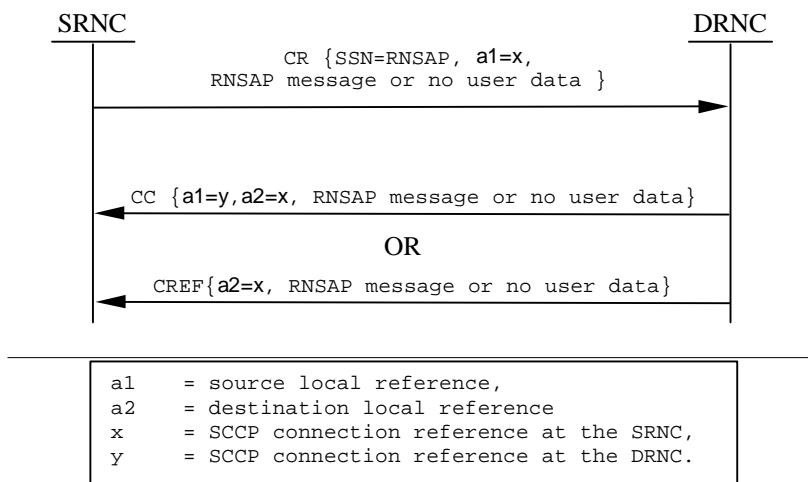 SRNC DRNC
CR {SSN=RNSAP, a1=x,
RNSAP message or no user data }
CC {a1=y,a2=x, RNSAP message or no user data}
OR
CREF{a2=x, RNSAP message or no user data}
a1 = source local reference,
a2 = destination local reference
x = SCCP connection reference at the SRNC,
y = SCCP connection reference at the DRNC.